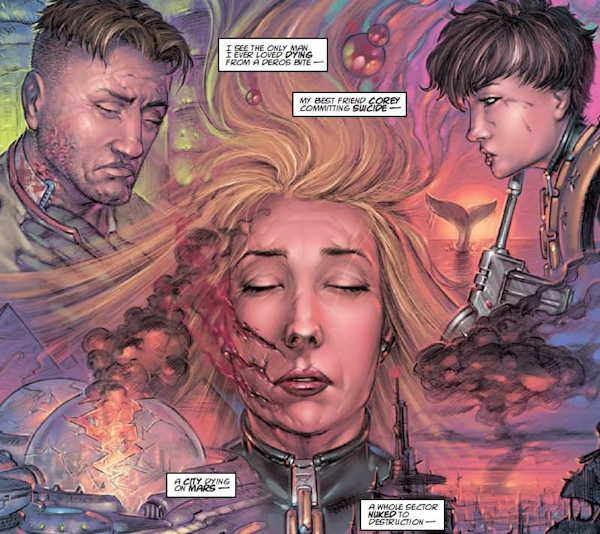 I SEE THE ONLY MAN
I EVER LOVED DYING
FROM A DEROS BITE —
MY BEST FRIEND COREY
COMMITTING SUICIDE —
A CITY DYING
ON MARS —
A WHOLE SECTOR
NUKED TO
DESTRUCTION —